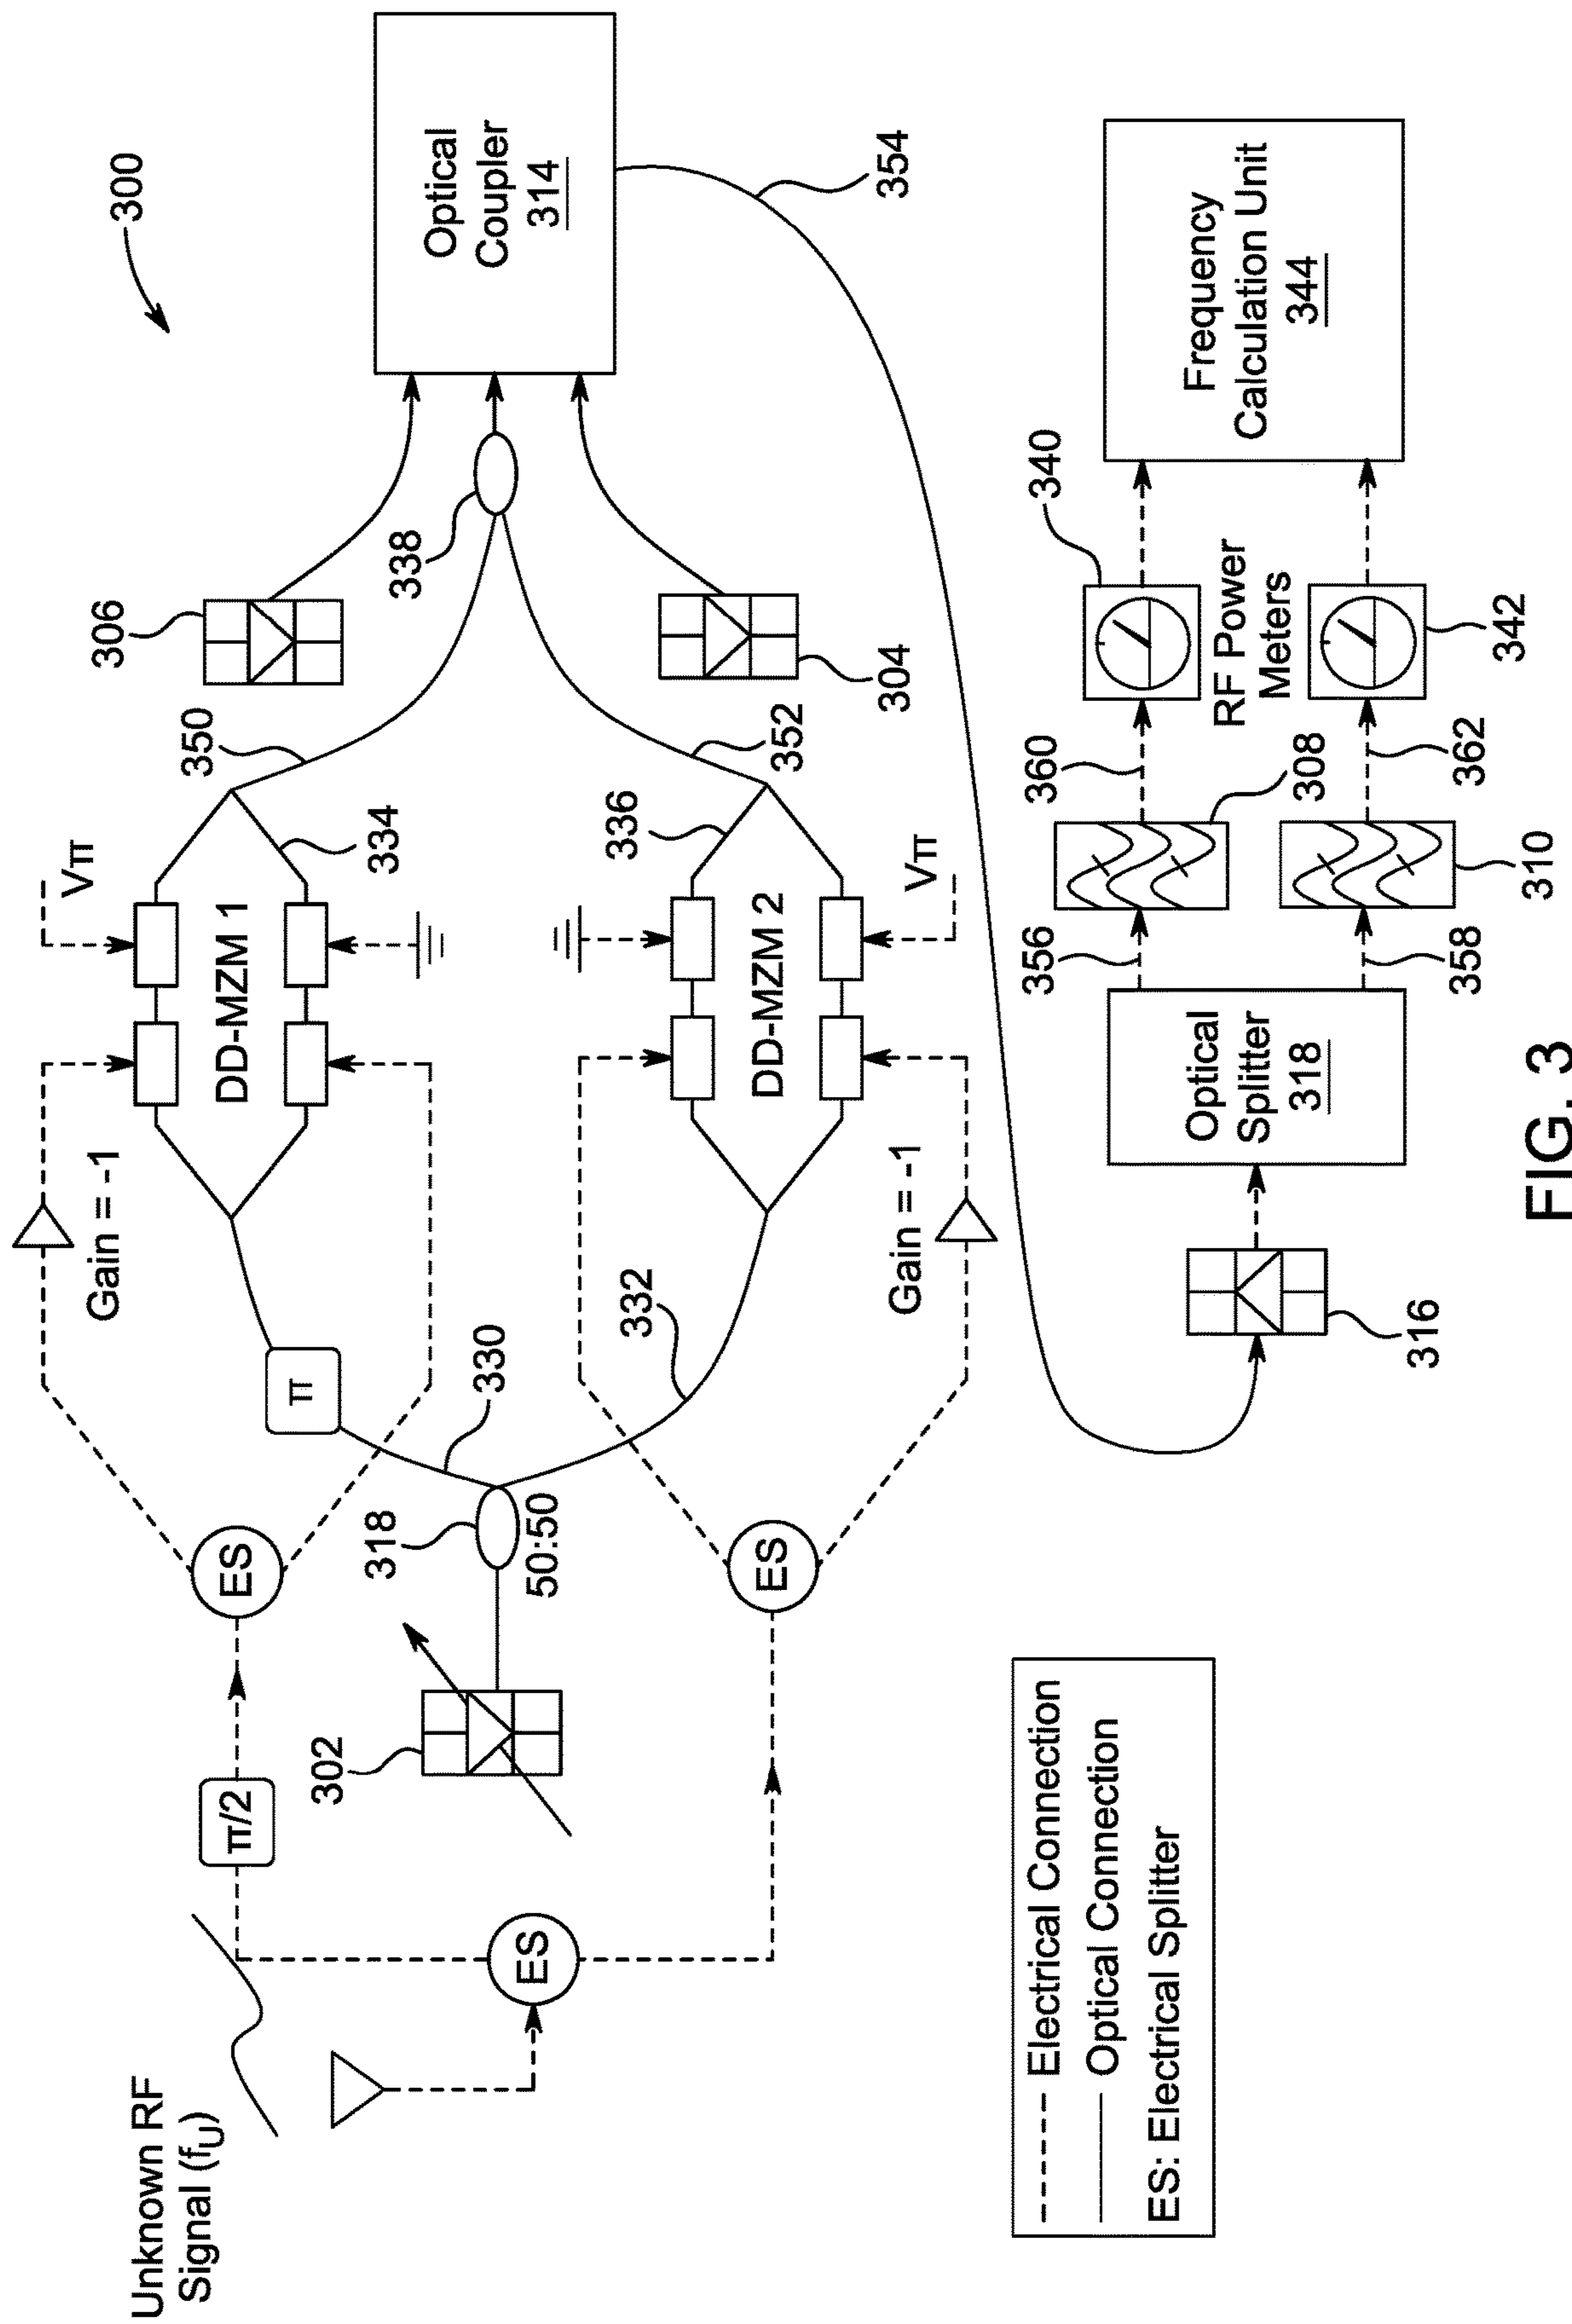 300
Unknown RF
Signal (fU)
π/2
ES
ES
ES
302
318
50:50
330
332
π
Gain = -1
Gain = -1
DD-MZM 1
Vπ
334
350
DD-MZM 2
Vπ
336
352
306
304
338
Optical
Coupler
314
354
316
Optical
Splitter
318
356
358
308
310
360
362
340
RF Power
Meters
342
Frequency
Calculation Unit
344
Electrical Connection
Optical Connection
ES: Electrical Splitter
FIG. 3